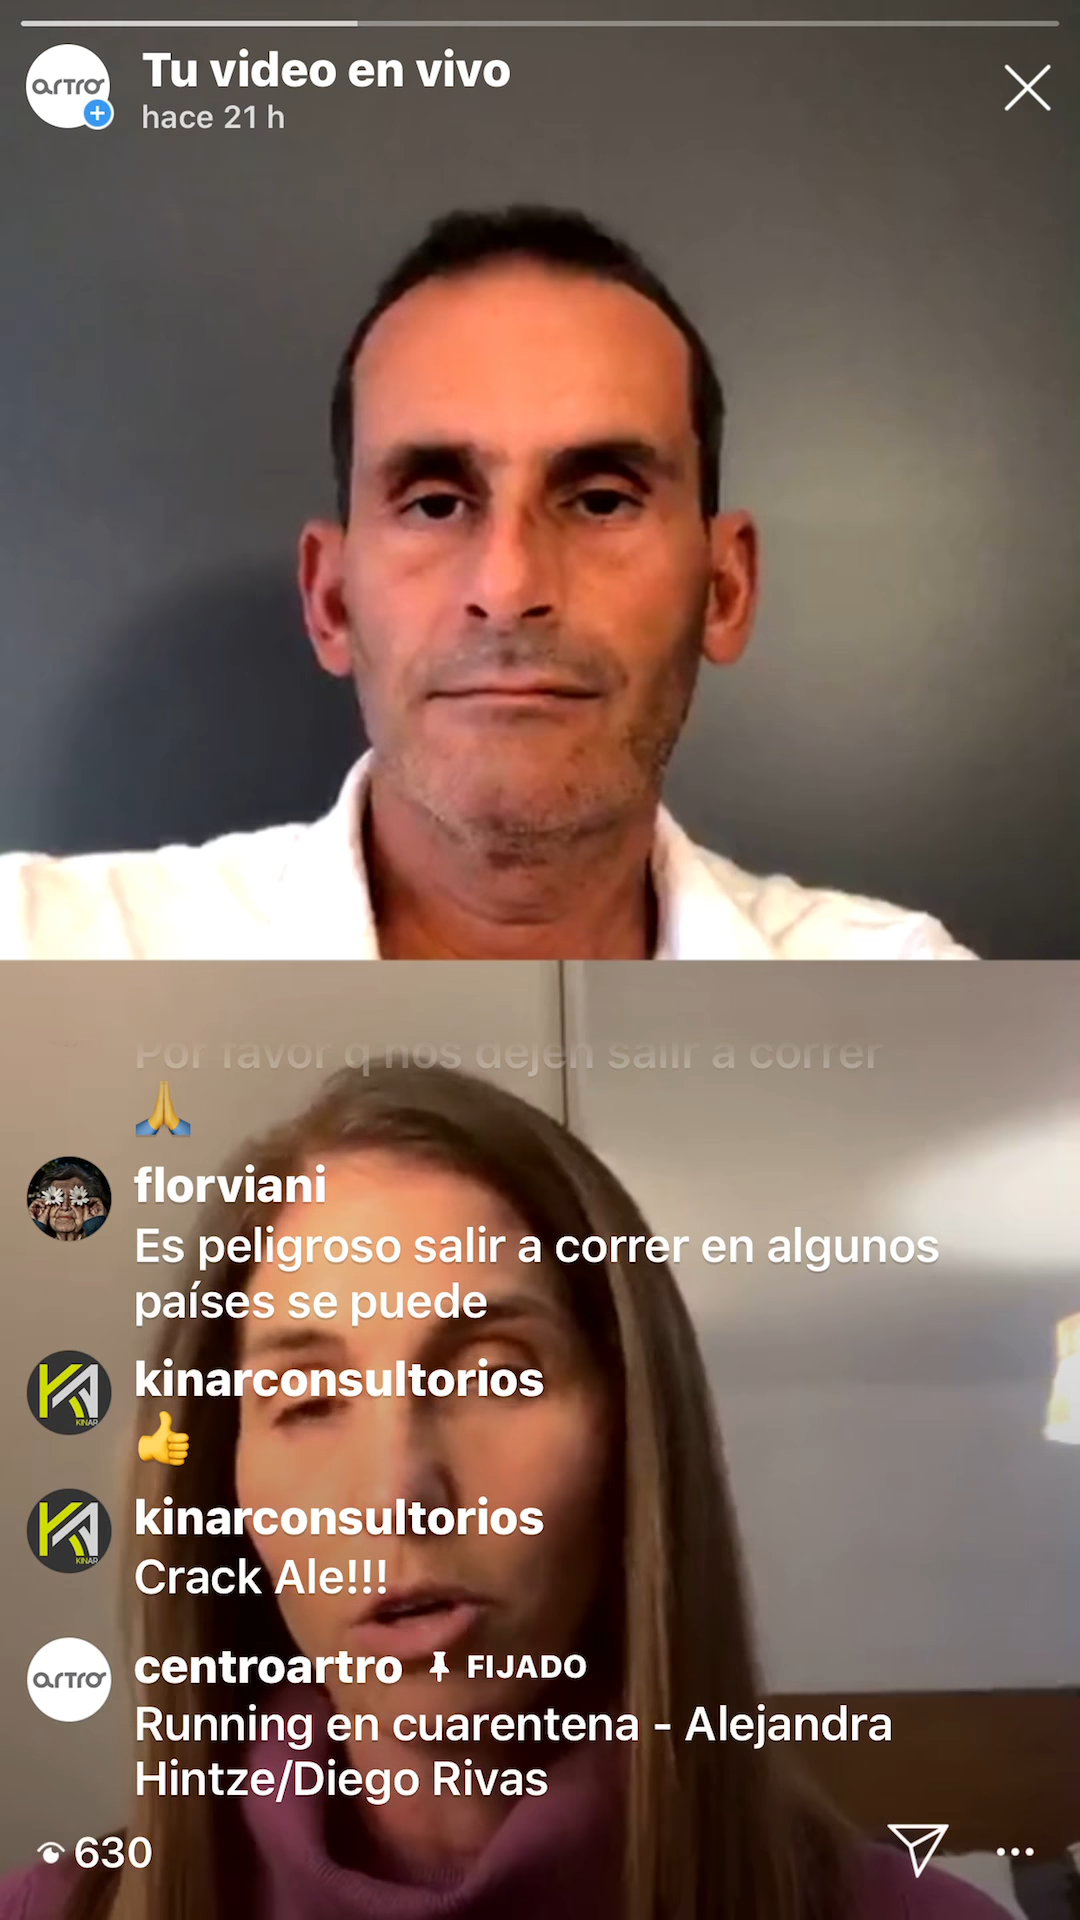 artro
Tu video en vivo
hace 21 h
Por favor q nos dejen salir a correr
🙏
florviani
Es peligroso salir a correr en algunos
países se puede
KINAR
kinarconsultorios
👍
KINAR
kinarconsultorios
Crack Ale!!!
artro
centroartro FIJADO
Running en cuarentena - Alejandra
Hintze/Diego Rivas
630